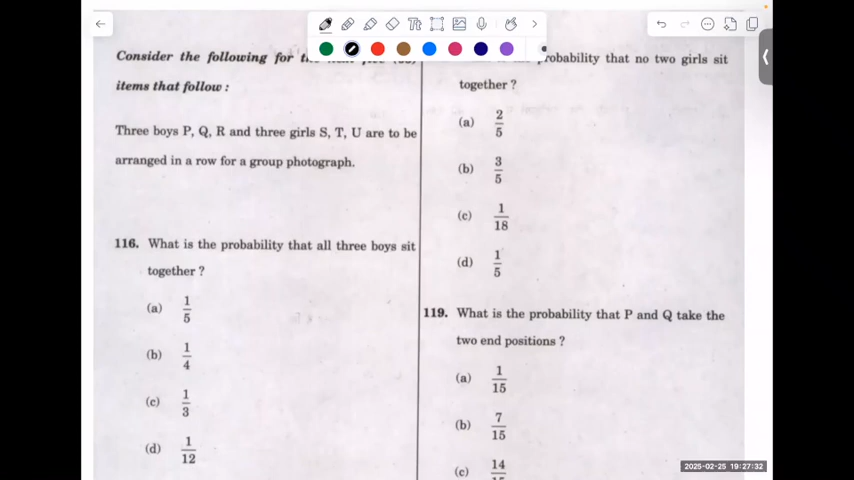 Consider the following for
items that follow :
Three boys P, Q, R and three girls S, T, U are to be
arranged in a row for a group photograph.
116. What is the probability that all three boys sit
together ?
(a) 1/5
(b) 1/4
(c) 1/3
(d) 1/12
probability that no two girls sit
together ?
(a) 2/5
(b) 3/5
(c) 1/18
(d) 1/5
119. What is the probability that P and Q take the
two end positions ?
(a) 1/15
(b) 7/15
(c) 14
2025-02-25 19:27:32